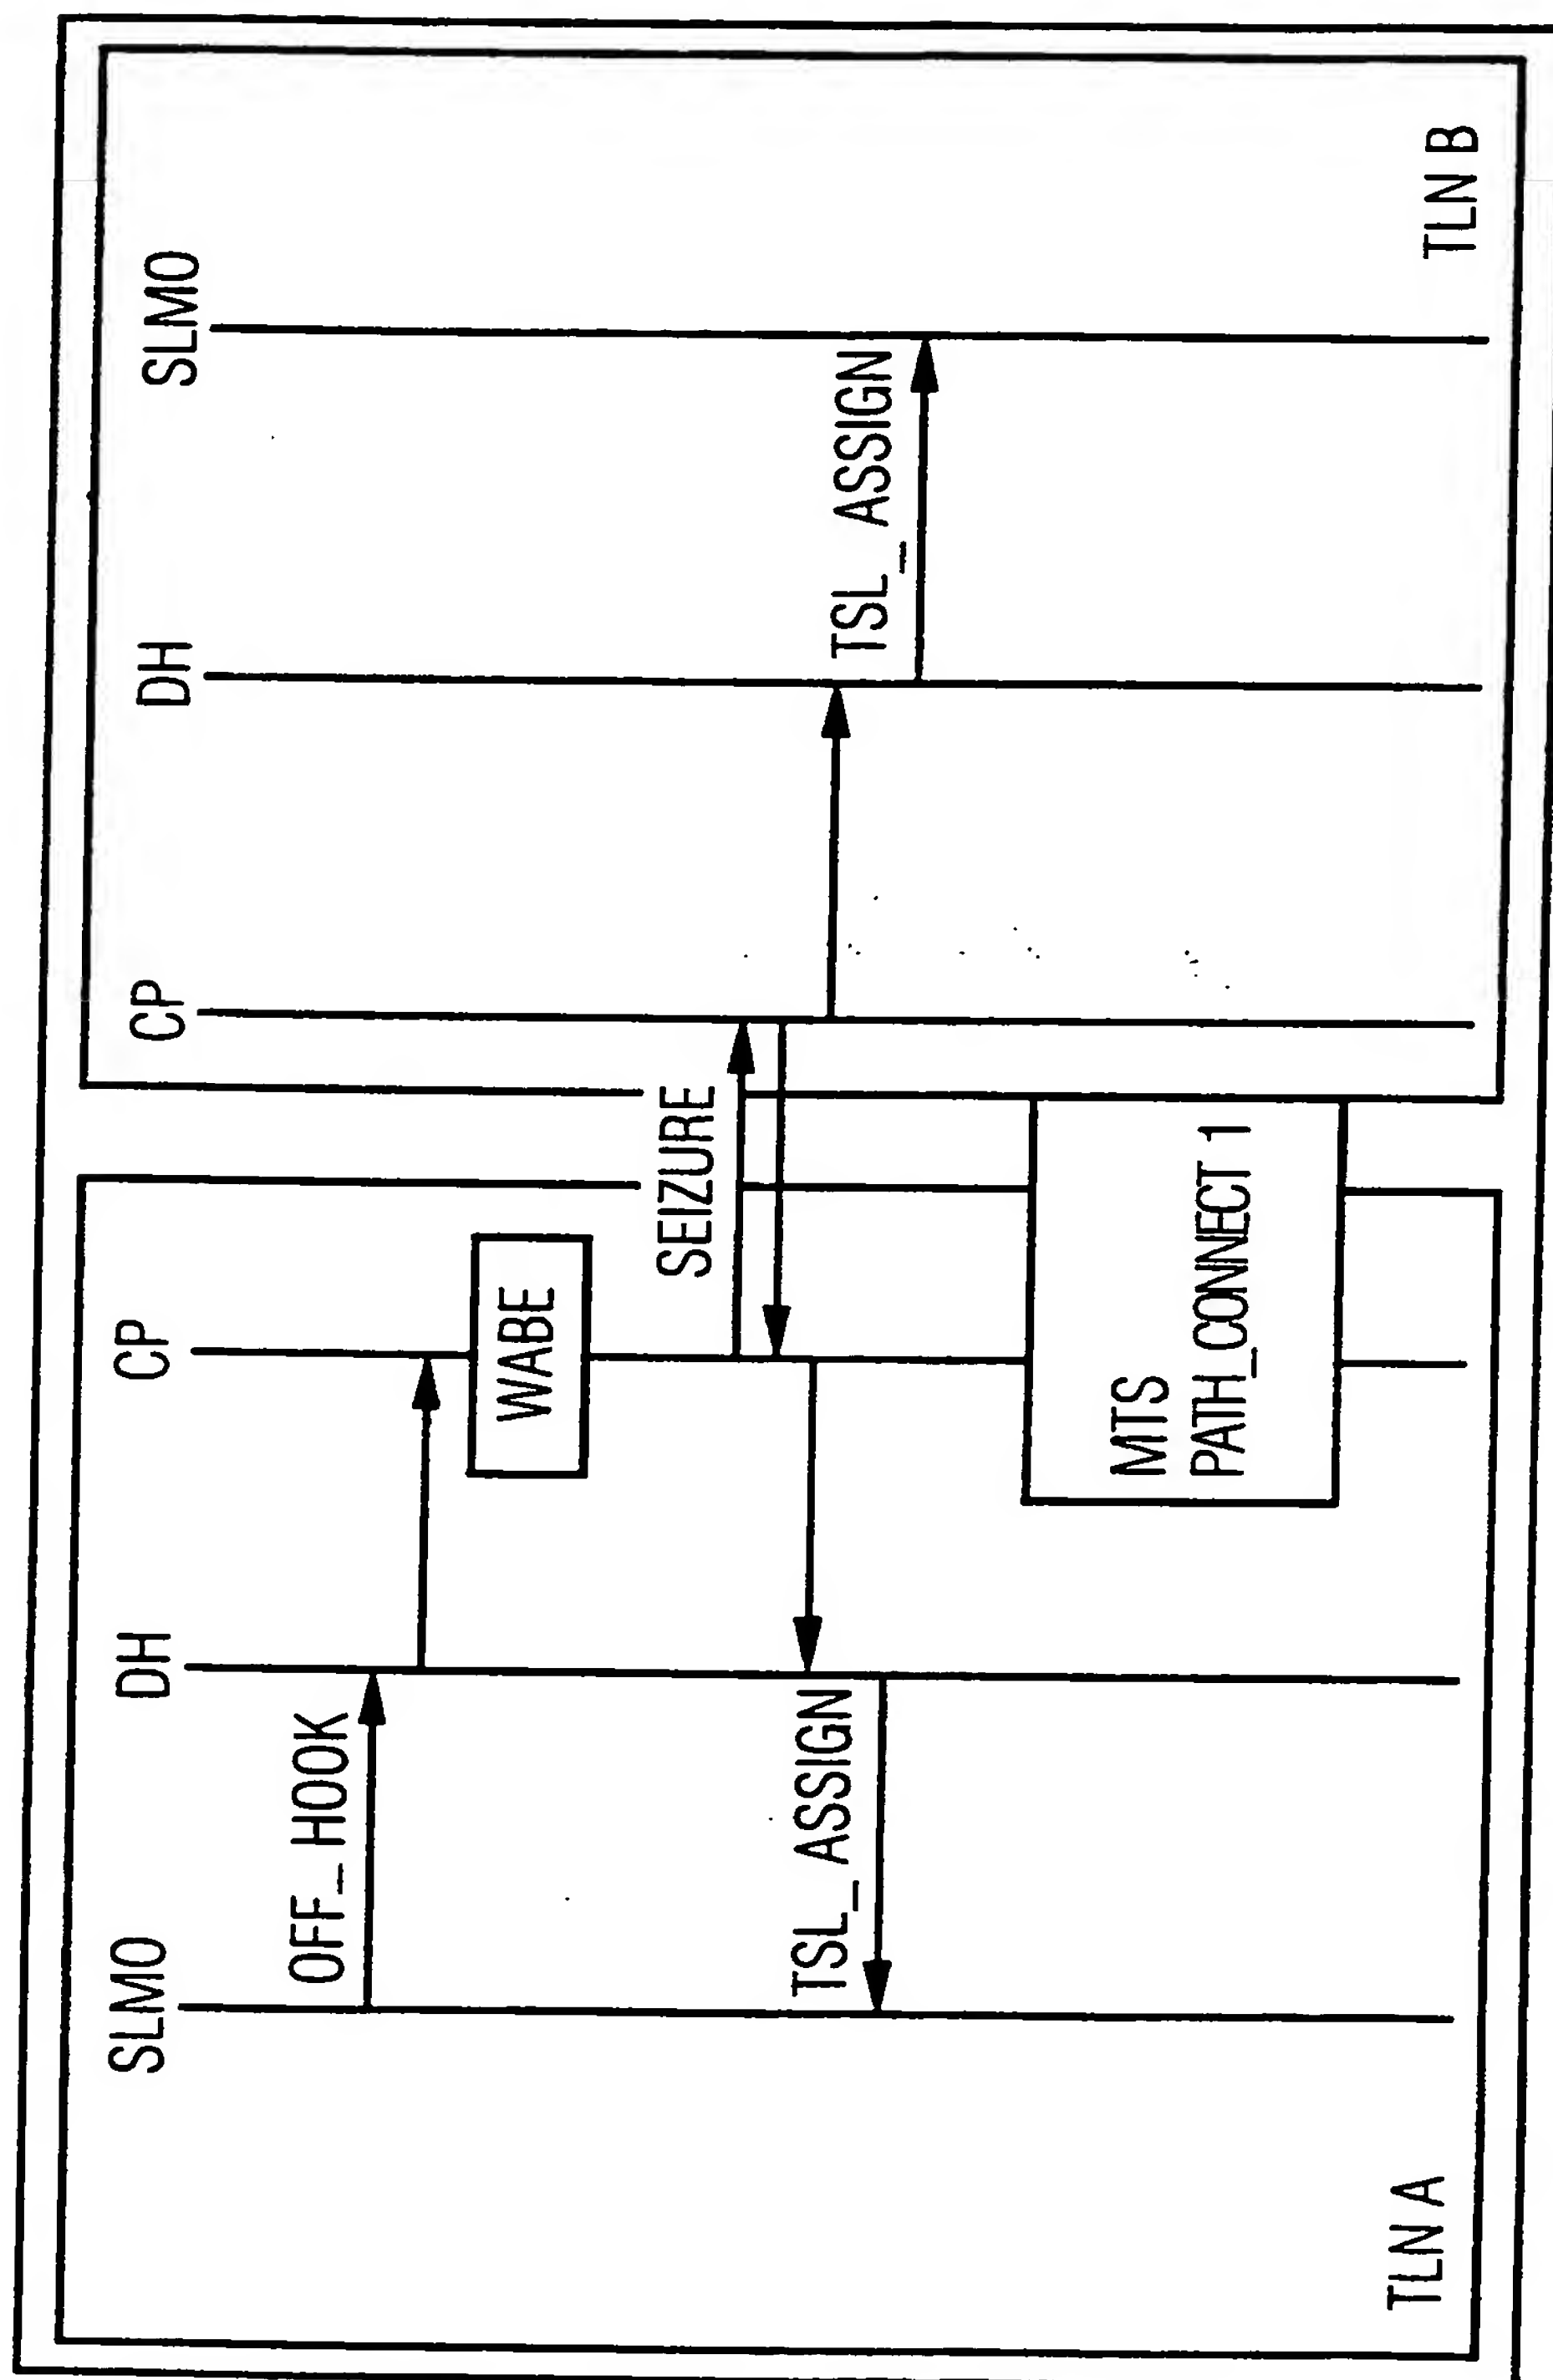 SLMO
DH
CP
CP
DH
SLMO
OFF_HOOK
WABE
SEIZURE
TSL_ASSIGN
TSL_ASSIGN
MTS
PATH_CONNECT 1
TLN A
TLN B